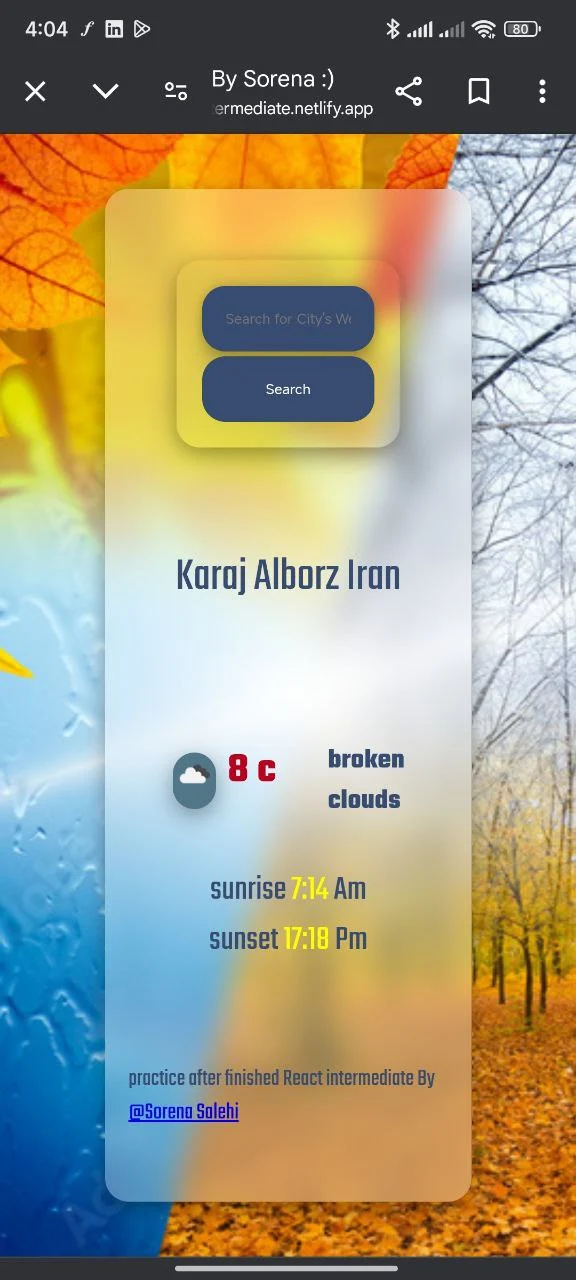 4:04
80
By Sorena :)
ermediate.netlify.app
Search for City's We
Search
Karaj Alborz Iran
8 c
broken
clouds
sunrise 7:14 Am
sunset 17:18 Pm
practice after finished React intermediate By
@Sorena Salehi